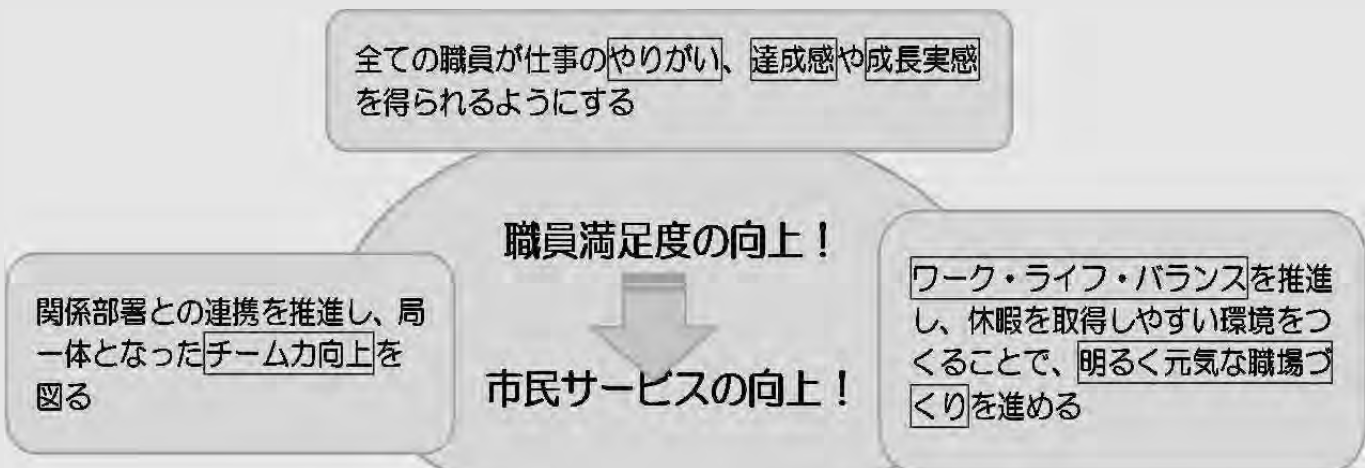 全ての職員が仕事のやりがい、達成感や成長実感
を得られるようにする
職員満足度の向上！
市民サービスの向上！
関係部署との連携を推進し、局
一体となったチーム力向上を
図る
ワーク・ライフ・バランスを推進
し、休暇を取得しやすい環境をつ
くることで、明るく元気な職場づ
くりを進める